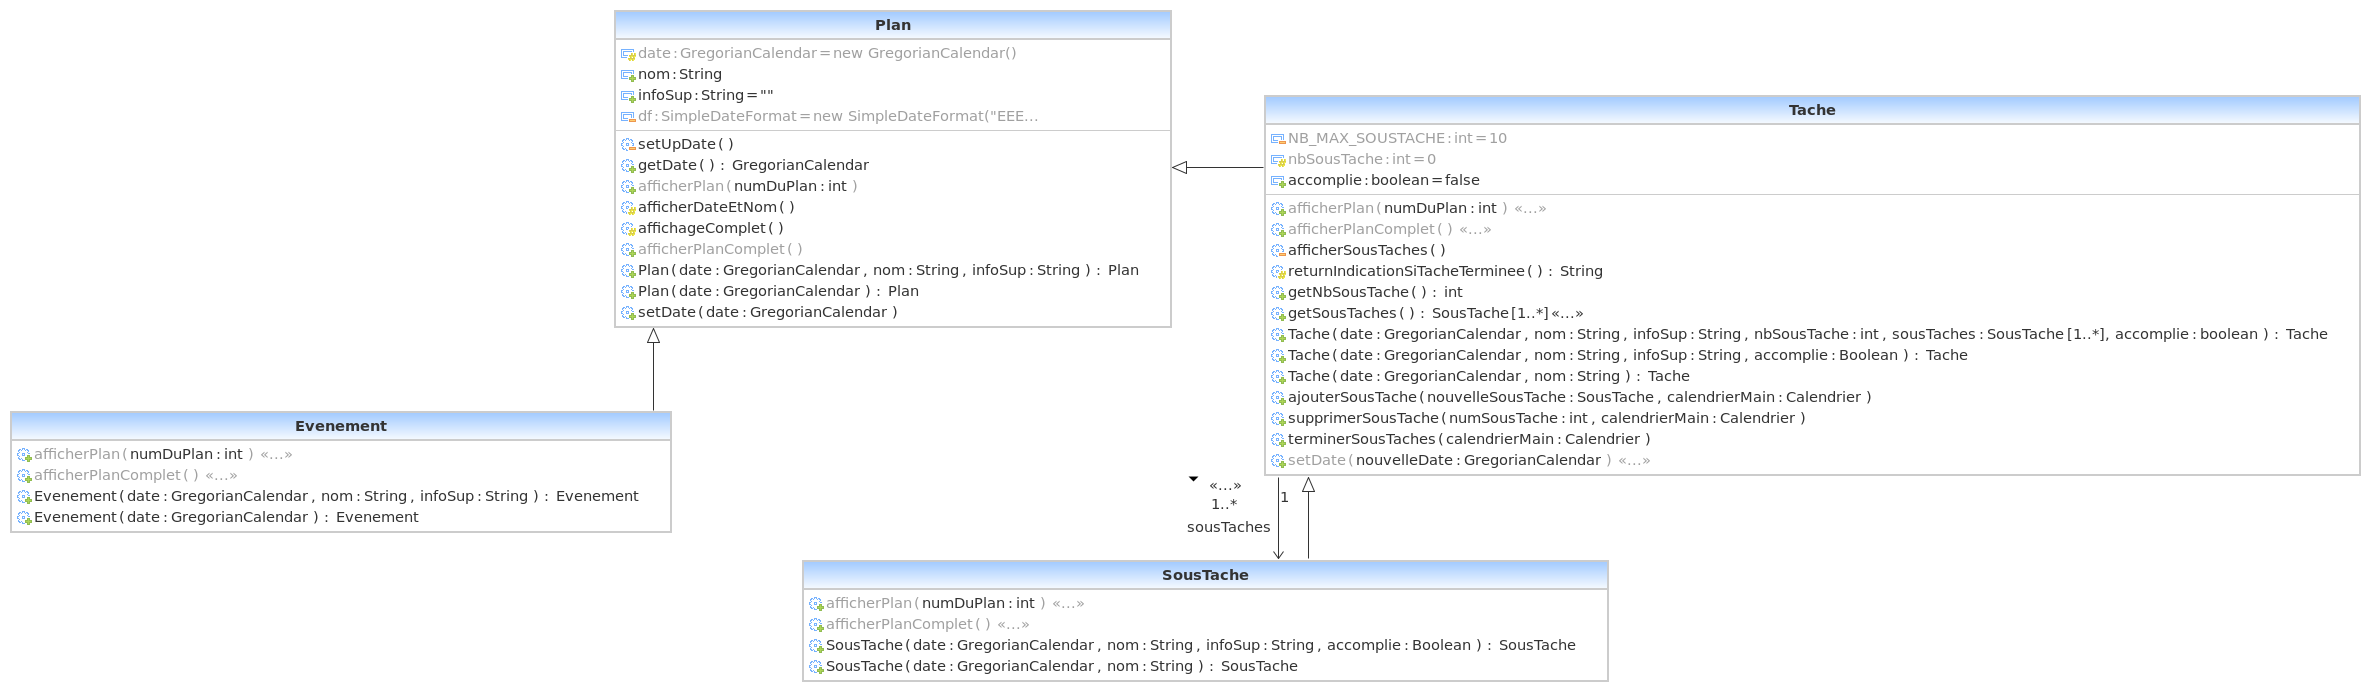 Plan
date : GregorianCalendar = new GregorianCalendar()
nom : String
infoSup : String = ""
df : SimpleDateFormat = new SimpleDateFormat("EEE...
setUpDate ( )
getDate ( ) : GregorianCalendar
afficherPlan ( numDuPlan : int )
afficherDateEtNom ( )
affichageComplet ( )
afficherPlanComplet ( )
Plan ( date : GregorianCalendar , nom : String , infoSup : String ) : Plan
Plan ( date : GregorianCalendar ) : Plan
setDate ( date : GregorianCalendar )
Tache
NB_MAX_SOUSTACHE : int = 10
nbSousTache : int = 0
accomplie : boolean = false
afficherPlan ( numDuPlan : int ) «...»
afficherPlanComplet ( ) «...»
afficherSousTaches ( )
returnIndicationSiTacheTerminee ( ) : String
getNbSousTache ( ) : int
getSousTaches ( ) : SousTache [1..*] «...»
Tache ( date : GregorianCalendar , nom : String , infoSup : String , nbSousTache : int , sousTaches : SousTache [1..*], accomplie : boolean ) : Tache
Tache ( date : GregorianCalendar , nom : String , infoSup : String , accomplie : Boolean ) : Tache
Tache ( date : GregorianCalendar , nom : String ) : Tache
ajouterSousTache ( nouvelleSousTache : SousTache , calendrierMain : Calendrier )
supprimerSousTache ( numSousTache : int , calendrierMain : Calendrier )
terminerSousTaches ( calendrierMain : Calendrier )
setDate ( nouvelleDate : GregorianCalendar ) «...»
Evenement
afficherPlan ( numDuPlan : int ) «...»
afficherPlanComplet ( ) «...»
Evenement ( date : GregorianCalendar , nom : String , infoSup : String ) : Evenement
Evenement ( date : GregorianCalendar ) : Evenement
«...»
1
1..*
sousTaches
SousTache
afficherPlan ( numDuPlan : int ) «...»
afficherPlanComplet ( ) «...»
SousTache ( date : GregorianCalendar , nom : String , infoSup : String , accomplie : Boolean ) : SousTache
SousTache ( date : GregorianCalendar , nom : String ) : SousTache